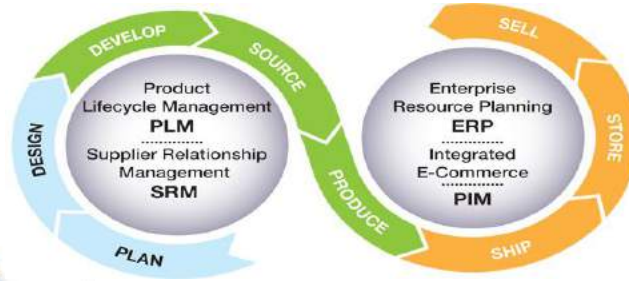 PLAN
DESIGN
DEVELOP
SOURCE
PRODUCE
SHIP
STORE
SELL
Product
Lifecycle Management
PLM
Supplier Relationship
Management
SRM
Enterprise
Resource Planning
ERP
Integrated
E-Commerce
PIM